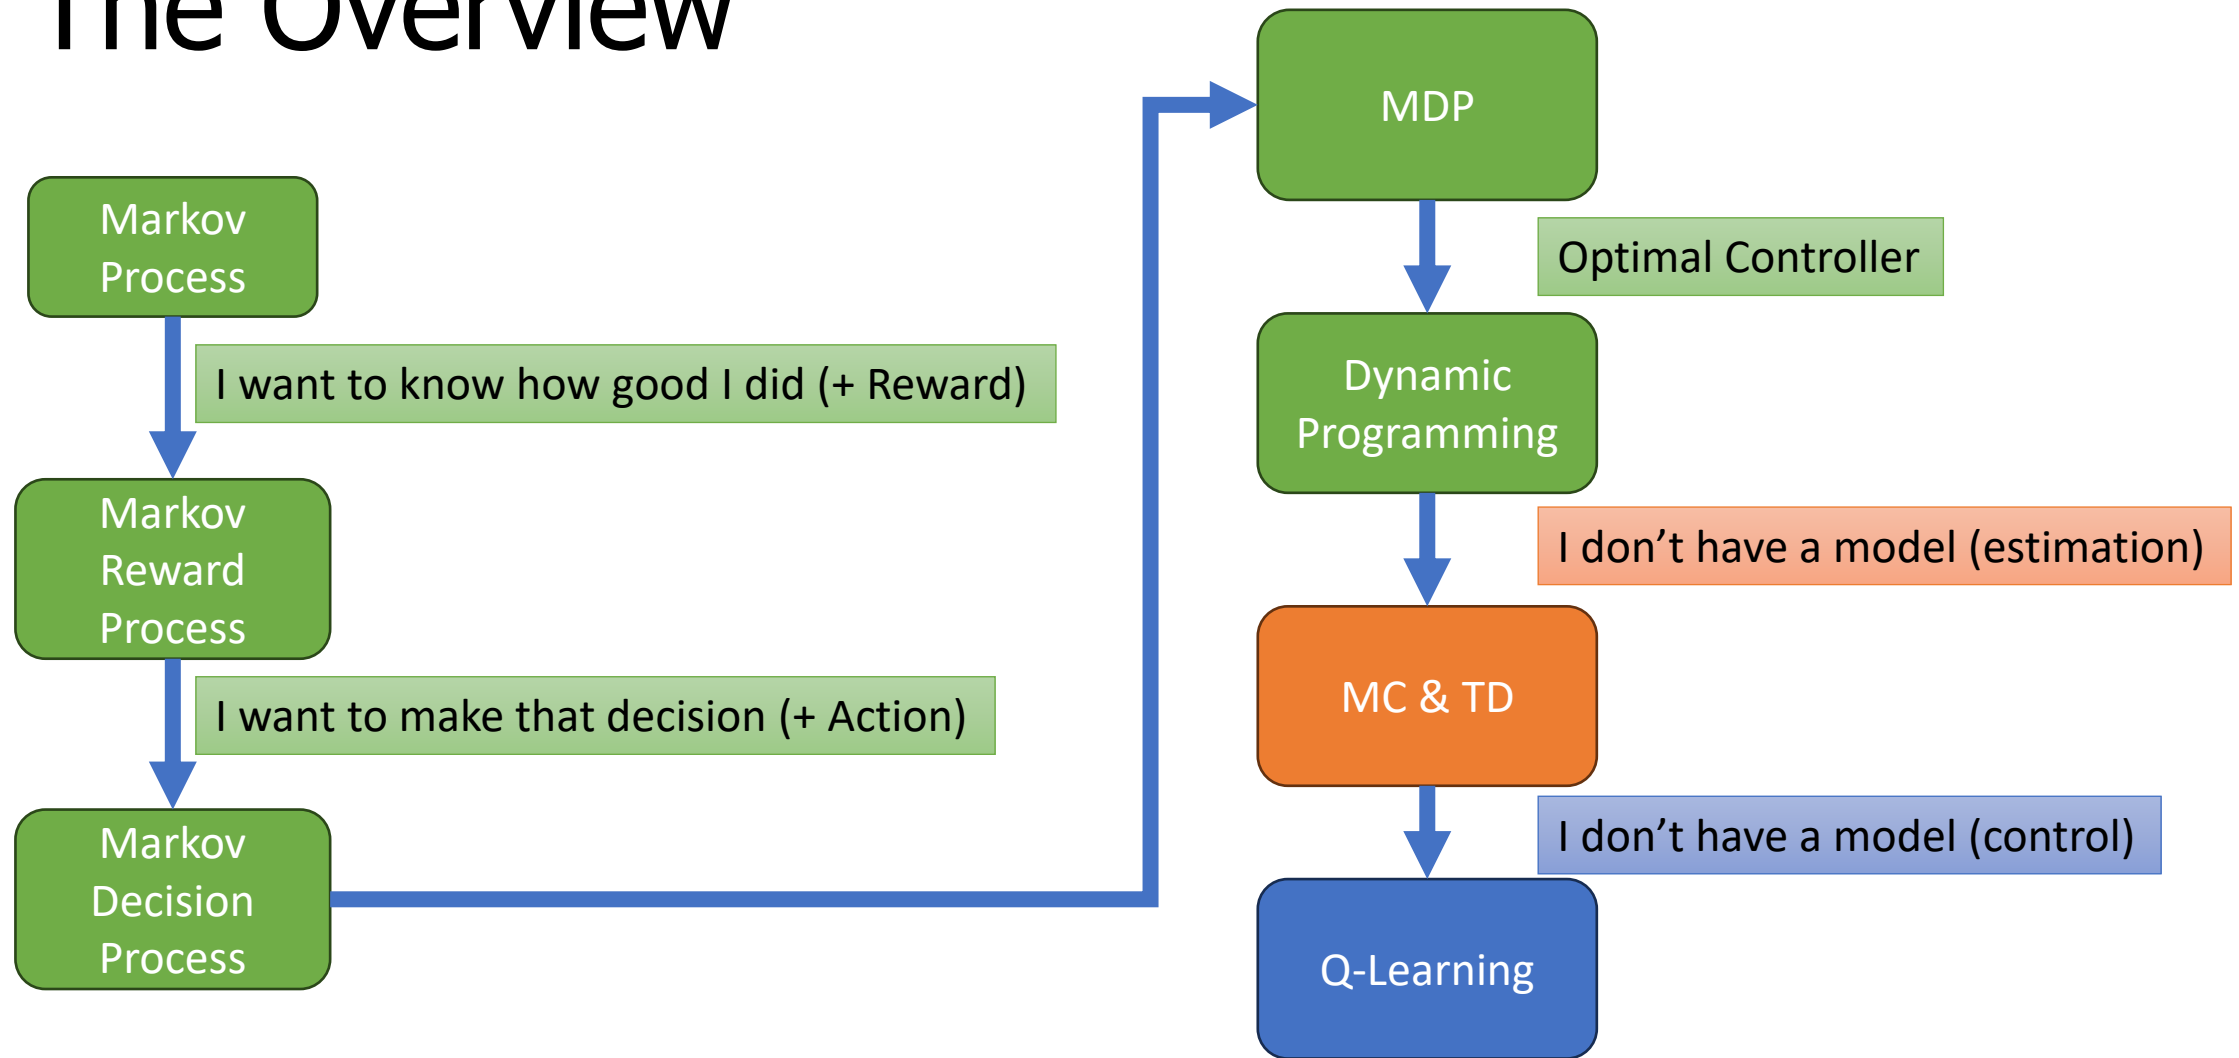 The Overview
Markov
Process
I want to know how good I did (+ Reward)
Markov
Reward
Process
I want to make that decision (+ Action)
Markov
Decision
Process
MDP
Optimal Controller
Dynamic
Programming
I don’t have a model (estimation)
MC & TD
I don’t have a model (control)
Q-Learning